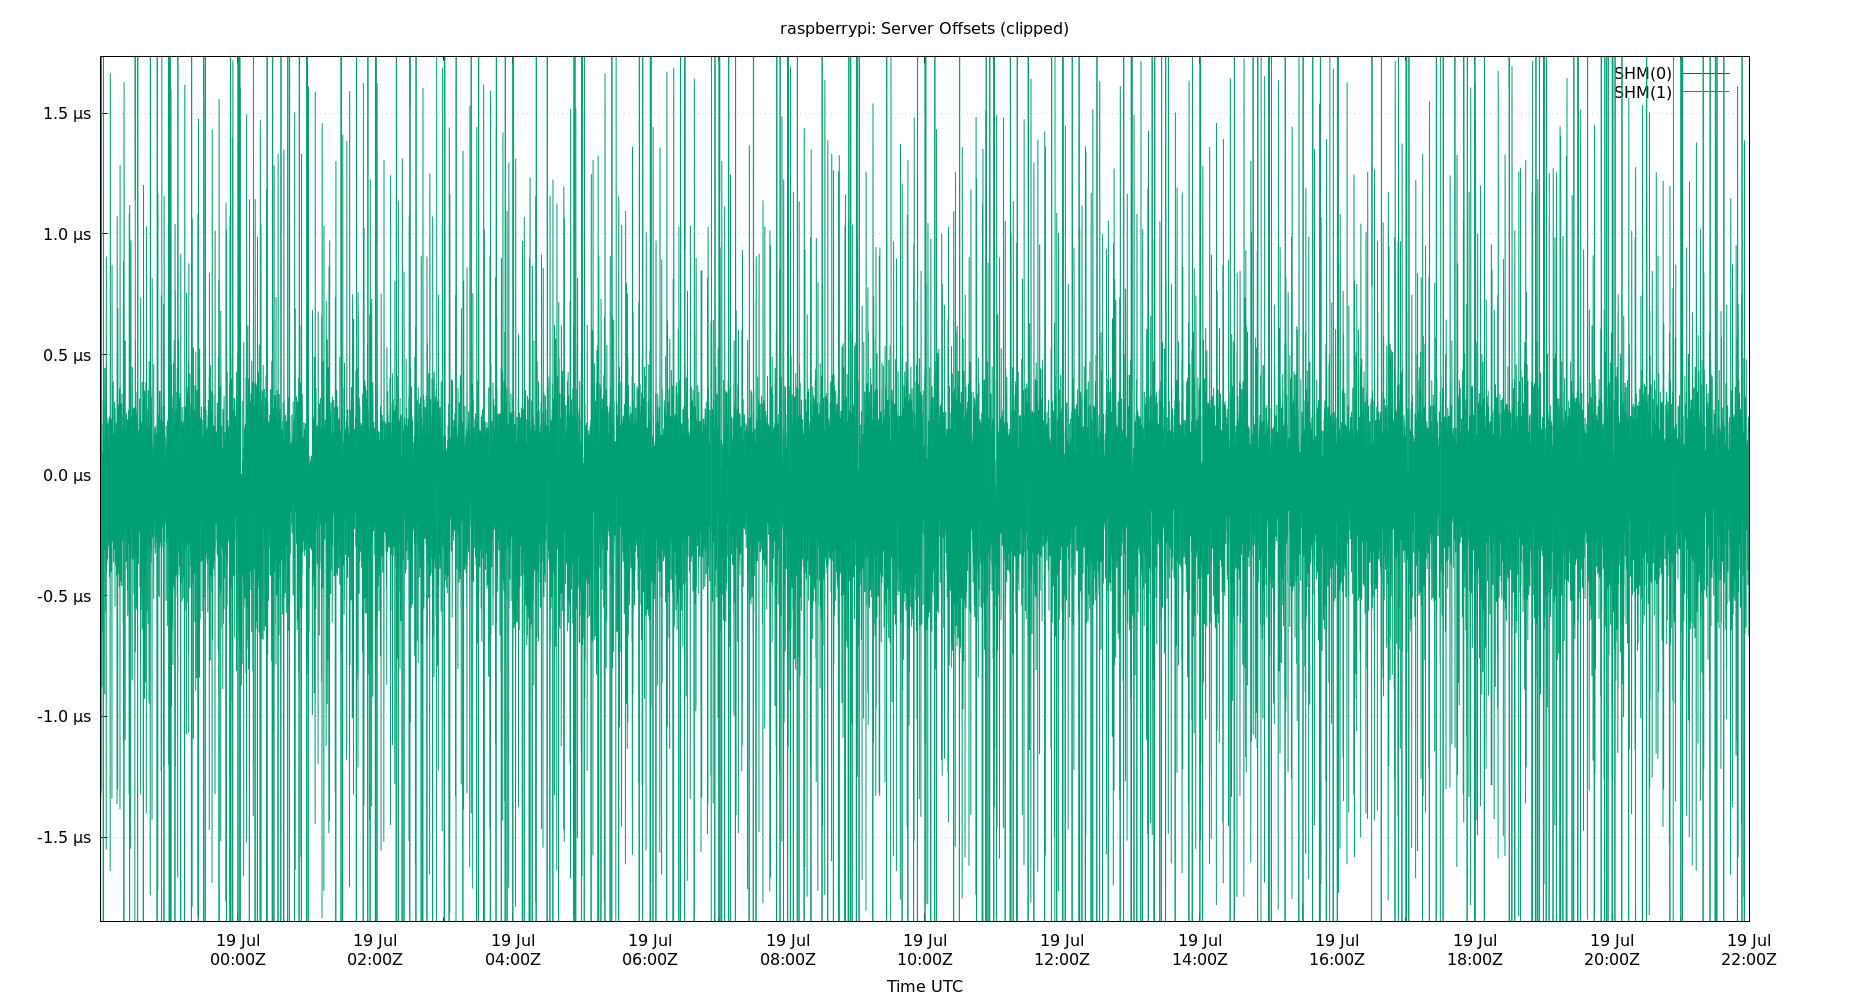 raspberrypi: Server Offsets (clipped)
SHM(0)
SHM(1)
1.5 µs
1.0 µs
0.5 µs
0.0 µs
-0.5 µs
-1.0 µs
-1.5 µs
19 Jul 19 Jul 19 Jul 19 Jul 19 Jul 19 Jul 19 Jul 19 Jul 19 Jul 19 Jul 19 Jul 19 Jul
00:00Z 02:00Z 04:00Z 06:00Z 08:00Z 10:00Z 12:00Z 14:00Z 16:00Z 18:00Z 20:00Z 22:00Z
Time UTC